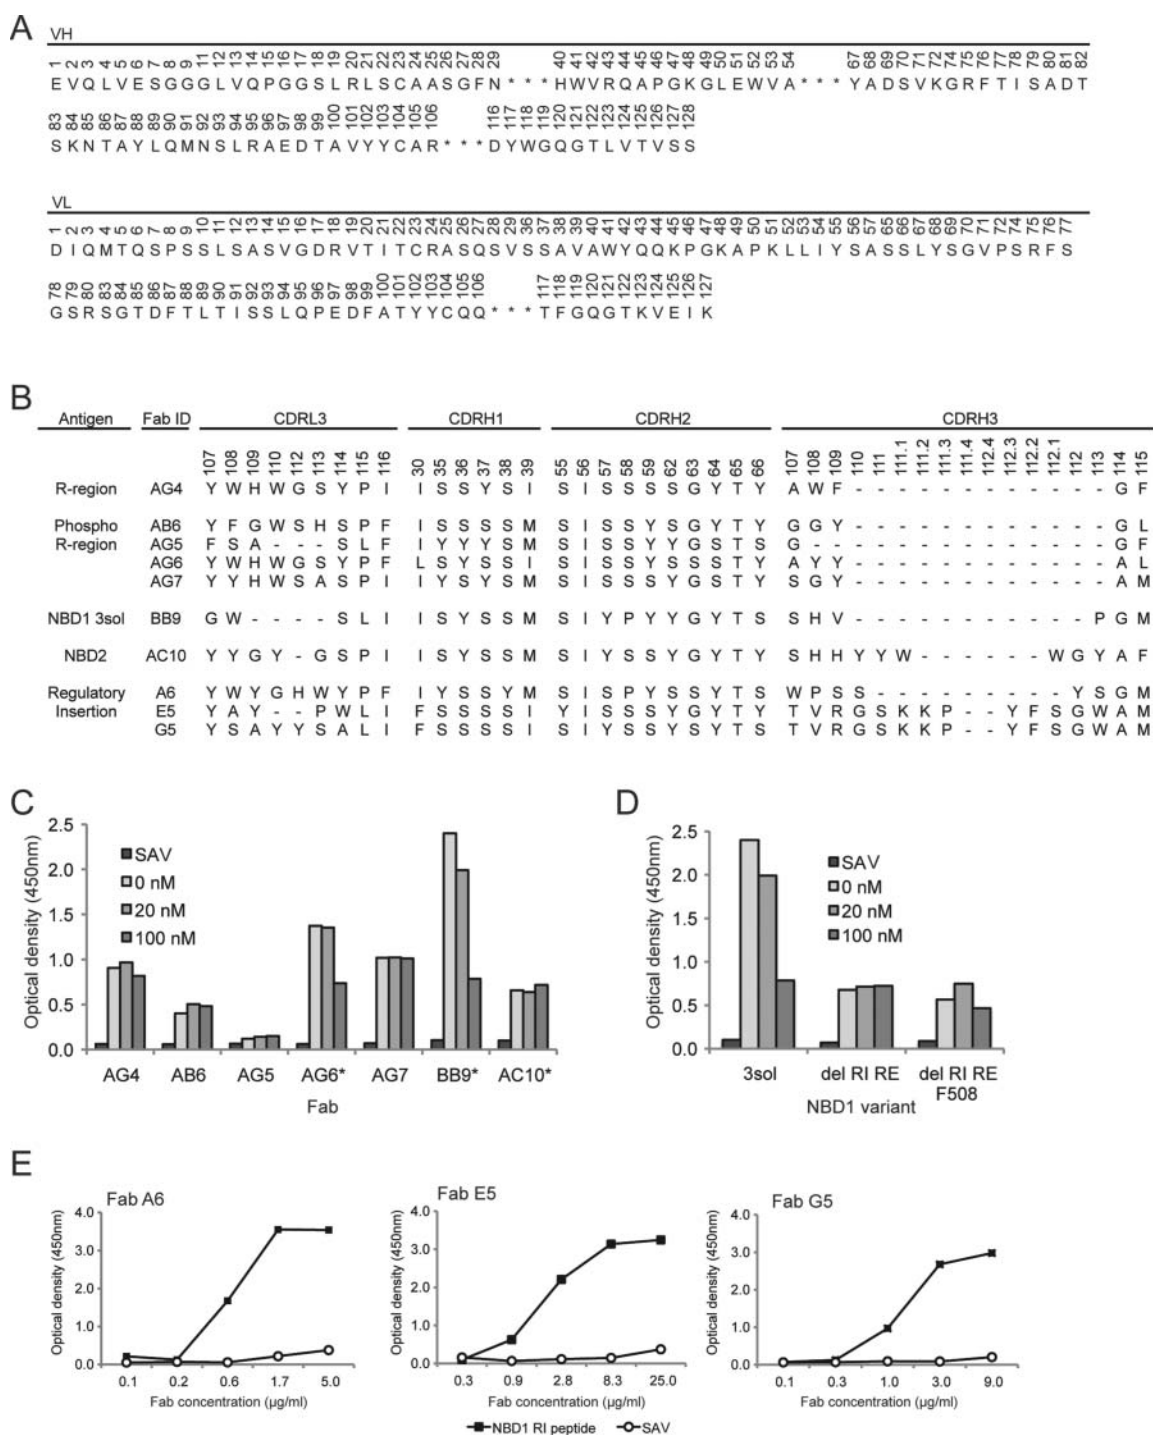 A
VH
1 2 3 4 5 6 7 8 9 11 12 13 14 15 16 17 18 19 20 21 22 23 24 25 26 27 28 29 40 41 42 43 44 45 46 47 48 49 50 51 52 53 54 67 68 69 70 71 72 74 75 76 77 78 79 80 81 82
E V Q L V E S G G G L V Q P G G S L R L S C A A S G F N * * * H W V R Q A P G K G L E W V A * * * Y A D S V K G R F T I S A D T
83 84 85 86 87 88 89 90 91 92 93 94 95 96 97 98 99 100 101 102 103 104 105 106 116 117 118 119 120 121 122 123 124 125 126 127 128
S K N T A Y L Q M N S L R A E D T A V Y Y C A R * * * D Y W G Q G T L V T V S S
VL
1 2 3 4 5 6 7 8 9 10 11 12 13 14 15 16 17 18 19 20 21 22 23 24 25 26 27 28 29 36 37 38 39 40 41 42 43 44 45 46 47 48 49 50 51 52 53 54 55 56 57 65 66 67 68 69 70 71 72 74 75 76 77
D I Q M T Q S P S S L S A S V G D R V T I T C R A S Q S V S S A V A W Y Q Q K P G K A P K L L I Y S A S S L Y S G V P S R F S
78 79 80 83 84 85 86 87 88 89 90 91 92 93 94 95 96 97 98 99 100 101 102 103 104 105 106 117 118 119 120 121 122 123 124 125 126 127
G S R S G T D F T L T I S S L Q P E D F A T Y Y C Q Q * * * T F G Q G T K V E I K
B
Antigen Fab ID CDRL3 CDRH1 CDRH2 CDRH3
107 108 109 110 112 113 114 115 116 30 35 36 37 38 39 55 56 57 58 59 62 63 64 65 66 107 108 109 110 111 111.1 111.2 111.3 111.4 112.4 112.3 112.1 112 113 114 115
R-region AG4 Y W H W G S Y P I I S S Y S I S I S S S S G Y T Y A W F - - - - - - - - - - - G F
Phospho AB6 Y F G W S H S P F I S S S S M S I S S Y S G Y T Y G G Y - - - - - - - - - - - G L
R-region AG5 F S A - - - S L F I Y Y Y S M S I S S Y Y G S T S G - - - - - - - - - - - - - G F
AG6 Y W H W G S Y P F L S Y S S I S I S S Y S S S T Y A Y Y - - - - - - - - - - - A L
AG7 Y Y H W S A S P I I Y S Y S M S I S S Y Y G S T Y S G Y - - - - - - - - - - - A M
NBD1 3sol BB9 G W - - - - S L I I S Y S S M S I Y P Y Y G Y T S S H V - - - - - - - - - - P G M
NBD2 AC10 Y Y G Y - G S P I I S Y S S M S I Y S S Y G Y T Y S H H Y Y W - - - - - - W G Y A F
Regulatory A6 Y W Y G H W Y P F I Y S S Y M S I S P Y S S Y T S W P S S - - - - - - - - Y S G M
Insertion E5 Y A Y - - P W L I F S S S S I Y I S S S Y G Y T Y T V R G S K K P - - Y F S G W A M
G5 Y S A Y Y S A L I F S S S S I S I Y S S Y S Y T S T V R G S K K P - - Y F S G W A M
C
Optical density (450nm)
2.5
2.0
1.5
1.0
0.5
0.0
SAV
0 nM
20 nM
100 nM
AG4 AB6 AG5 AG6* AG7 BB9* AC10*
Fab
D
Optical density (450nm)
2.5
2.0
1.5
1.0
0.5
0.0
SAV
0 nM
20 nM
100 nM
3sol del RI RE del RI RE F508
NBD1 variant
E
Fab A6
Optical density (450nm)
4.0
3.0
2.0
1.0
0.0
0.1 0.2 0.6 1.7 5.0
Fab concentration (μg/ml)
Fab E5
Optical density (450nm)
4.0
3.0
2.0
1.0
0.0
0.3 0.9 2.8 8.3 25.0
Fab concentration (μg/ml)
Fab G5
Optical density (450nm)
4.0
3.0
2.0
1.0
0.0
0.1 0.3 1.0 3.0 9.0
Fab concentration (μg/ml)
NBD1 RI peptide SAV